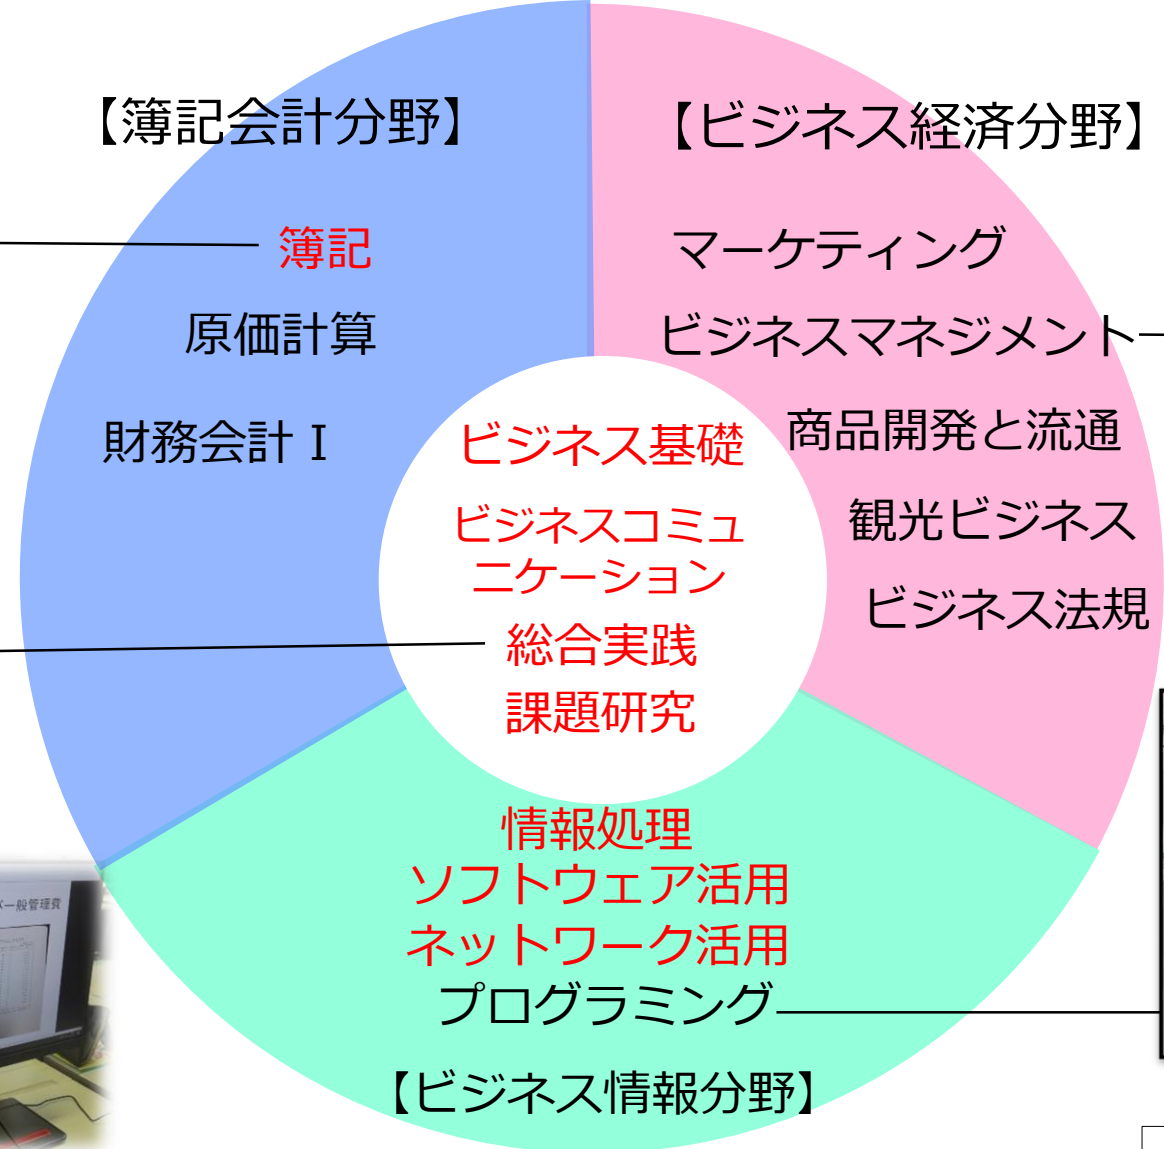 【簿記会計分野】
簿記
原価計算
財務会計Ⅰ
【ビジネス経済分野】
マーケティング
ビジネスマネジメント
商品開発と流通
観光ビジネス
ビジネス法規
ビジネス基礎
ビジネスコミュ
ニケーション
総合実践
課題研究
情報処理
ソフトウェア活用
ネットワーク活用
プログラミング
【ビジネス情報分野】
一般管理費